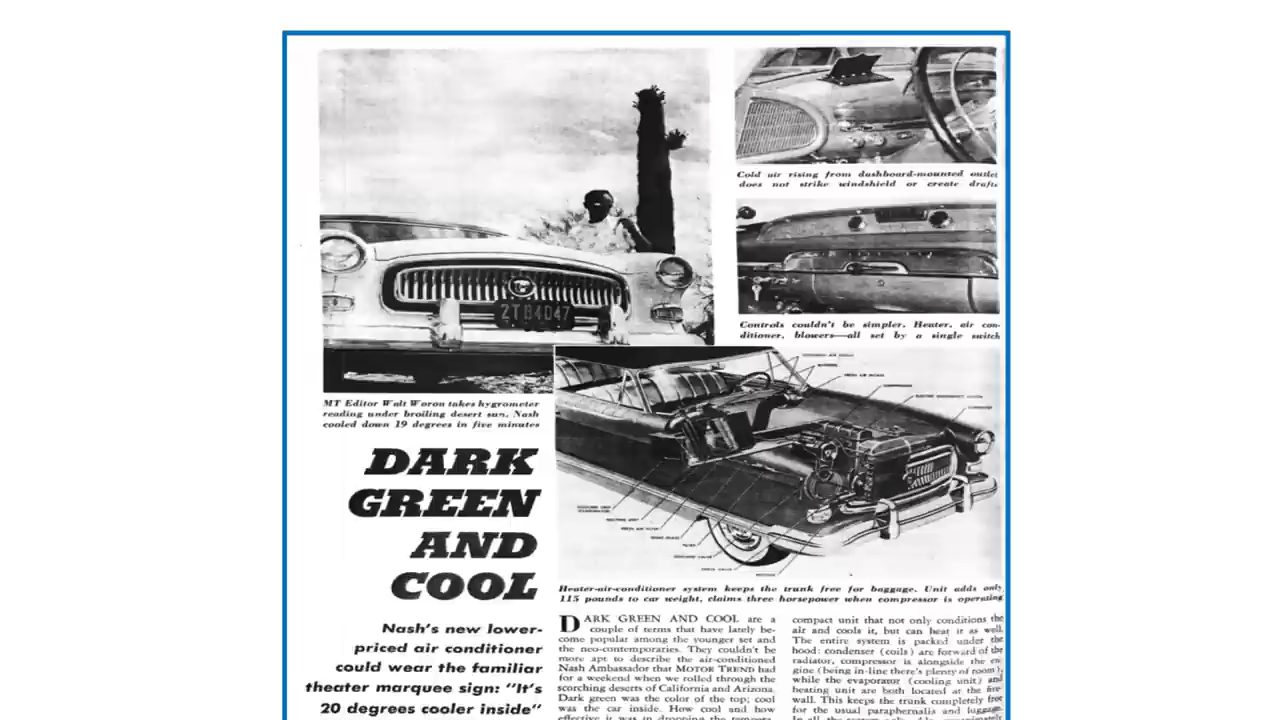 Cold air rising from dashboard-mounted outlet
does not strike windshield or create drafts
2T84047
Controls couldn't be simpler. Heater, air con-
ditioner, blowers—all set by a single switch
MT Editor Walt Woron takes hygrometer
reading under broiling desert sun. Nash
cooled down 19 degrees in five minutes
DARK
GREEN
AND
COOL
Nash's new lower-
priced air conditioner
could wear the familiar
theater marquee sign: "It's
20 degrees cooler inside"
Heater-air-conditioner system keeps the trunk free for baggage. Unit adds only
115 pounds to car weight, claims three horsepower when compressor is operating
DARK GREEN AND COOL are a
couple of terms that have lately be-
come popular among the younger set and
the neo-contemporaries. They couldn't be
more apt to describe the air-conditioned
Nash Ambassador that MOTOR TREND had
for a weekend when we rolled through the
scorching deserts of California and Arizona.
Dark green was the color of the top; cool
was the car inside. How cool and how
effective it was in dropping the tempera-
compact unit that not only conditions the
air and cools it, but can heat it as well.
The entire system is packed under the
hood: condenser (coils) are forward of the
radiator, compressor is alongside the en-
gine (being in-line there's plenty of room),
while the evaporator (cooling unit) and
heating unit are both located at the fire-
wall. This keeps the trunk completely free
for the usual paraphernalia and luggage.